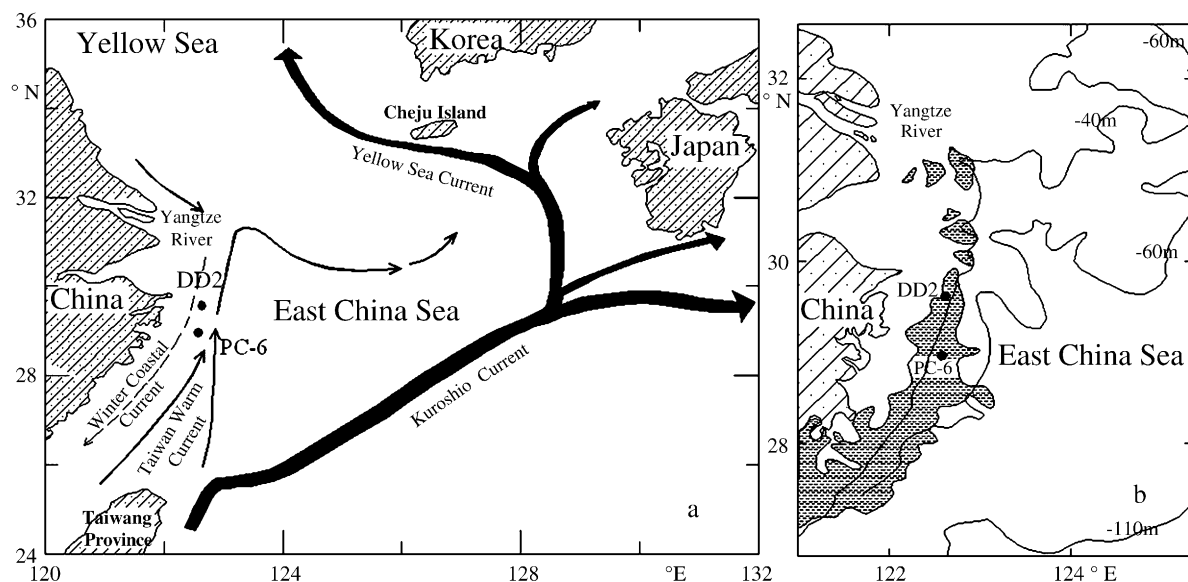 36
Yellow Sea
Korea
° N
Cheju Island
Japan
Yellow Sea Current
32
Yangtze
River
DD2
China
East China Sea
PC-6
28
Winter Coastal
Current
Taiwan Warm
Current
Kuroshio Current
Taiwang
Province
a
24
120
124
128
°E
132
-60m
32
° N
Yangtze
River
-40m
30
-60m
DD2
China
East China Sea
PC-6
28
b
-110m
122
124 ° E